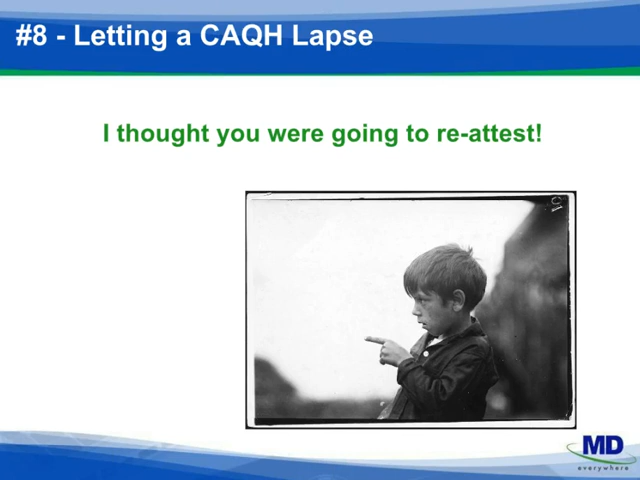 #8 - Letting a CAQH Lapse
I thought you were going to re-attest!
MD
everywhere